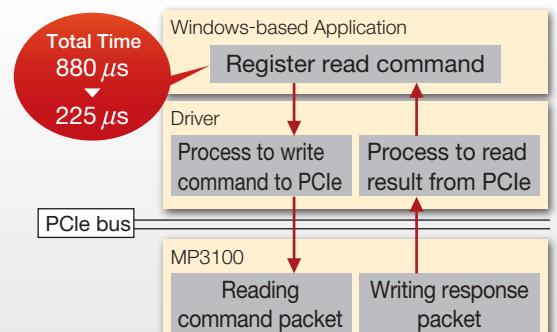 Total Time
880 μs
▼
225 μs
Windows-based Application
Register read command
Driver
Process to write
command to PCIe
Process to read
result from PCIe
PCIe bus
MP3100
Reading
command packet
Writing response
packet